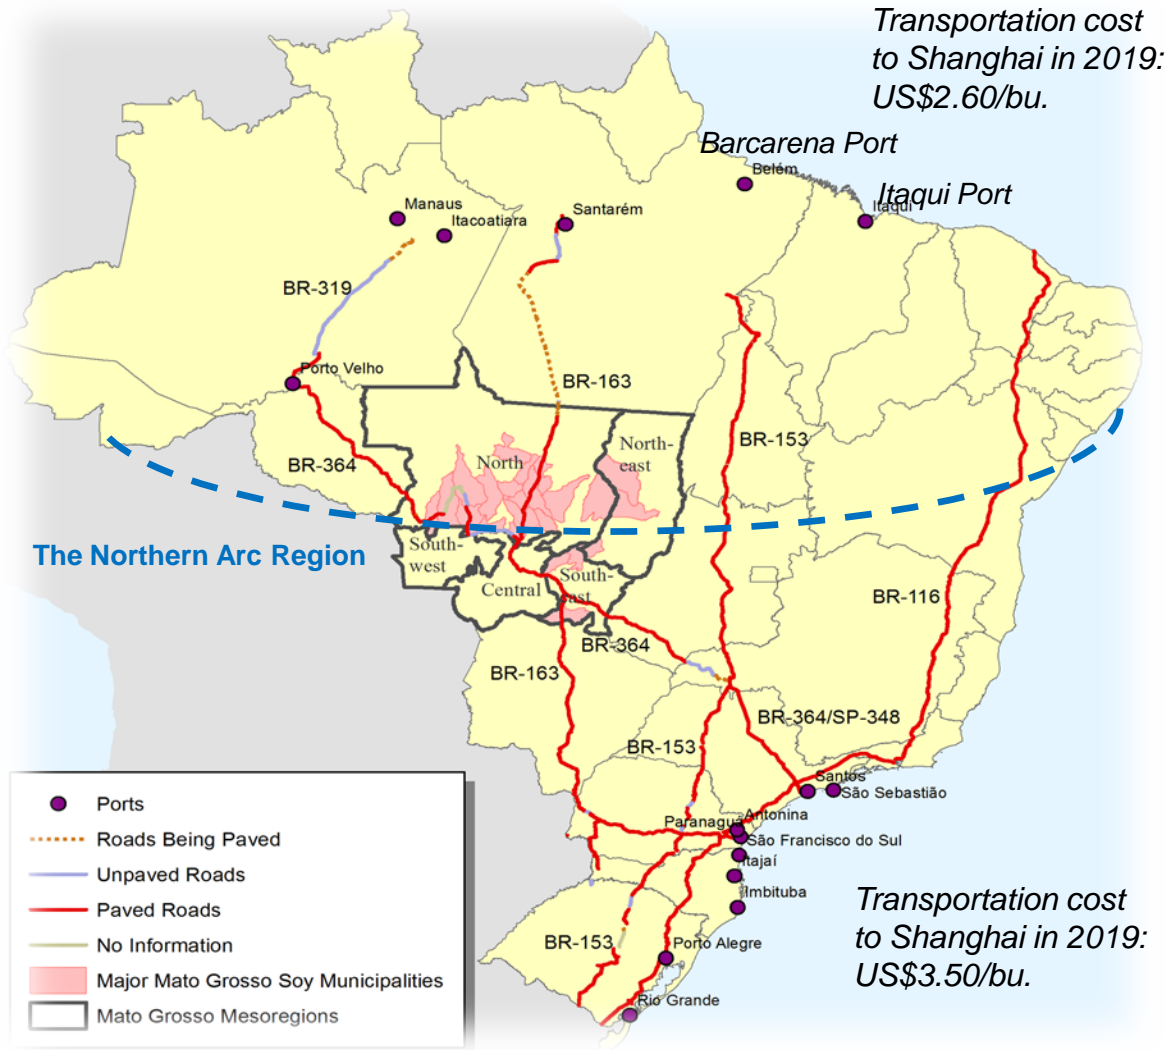 Transportation cost
to Shanghai in 2019:
US$2.60/bu.
Barcarena Port
Belém
Itaqui Port
Itaqui
Manaus
Itacoatiara
Santarém
BR-319
Porto Velho
BR-163
BR-364
North
North-
east
BR-153
The Northern Arc Region
South-
west
Central
South-
east
BR-116
BR-364
BR-163
BR-364/SP-348
BR-153
Santos
São Sebastião
Antonina
Paranaguá
São Francisco do Sul
Itajaí
Imbituba
BR-153
Porto Alegre
Rio Grande
Transportation cost
to Shanghai in 2019:
US$3.50/bu.
Ports
Roads Being Paved
Unpaved Roads
Paved Roads
No Information
Major Mato Grosso Soy Municipalities
Mato Grosso Mesoregions